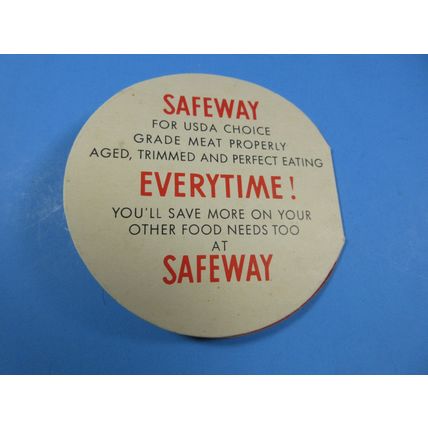 SAFEWAY
FOR USDA CHOICE
GRADE MEAT PROPERLY
AGED, TRIMMED AND PERFECT EATING
EVERYTIME!
YOU'LL SAVE MORE ON YOUR
OTHER FOOD NEEDS TOO
AT
SAFEWAY